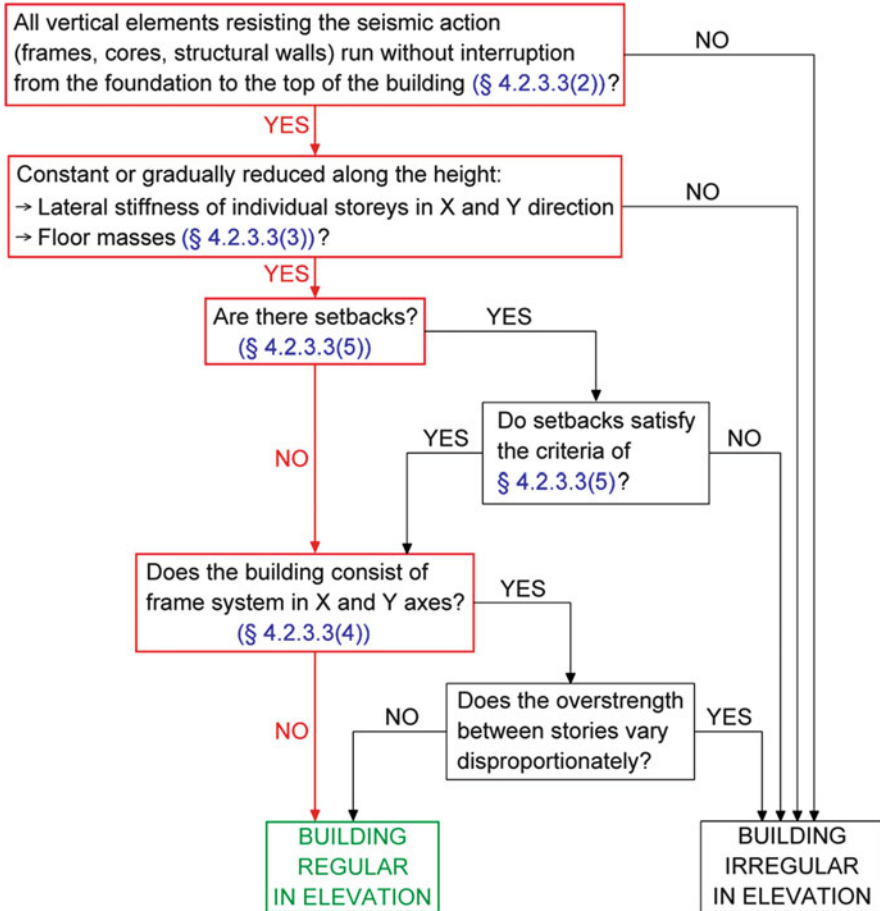 All vertical elements resisting the seismic action
(frames, cores, structural walls) run without interruption
from the foundation to the top of the building (§ 4.2.3.3(2))?
NO
YES
Constant or gradually reduced along the height:
→ Lateral stiffness of individual storeys in X and Y direction
→ Floor masses (§ 4.2.3.3(3))?
NO
YES
Are there setbacks?
(§ 4.2.3.3(5))
YES
NO
Do setbacks satisfy
the criteria of
§ 4.2.3.3(5)?
YES
NO
Does the building consist of
frame system in X and Y axes?
(§ 4.2.3.3(4))
YES
NO
Does the overstrength
between stories vary
disproportionately?
NO
YES
BUILDING
REGULAR
IN ELEVATION
BUILDING
IRREGULAR
IN ELEVATION